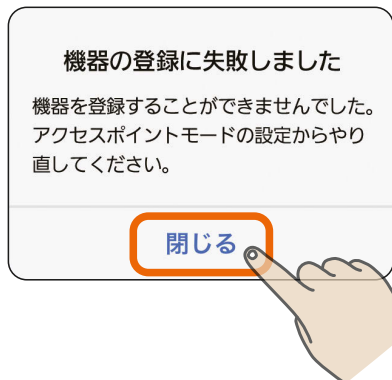 機器の登録に失敗しました
機器を登録することができませんでした。
アクセスポイントモードの設定からやり
直してください。
閉じる